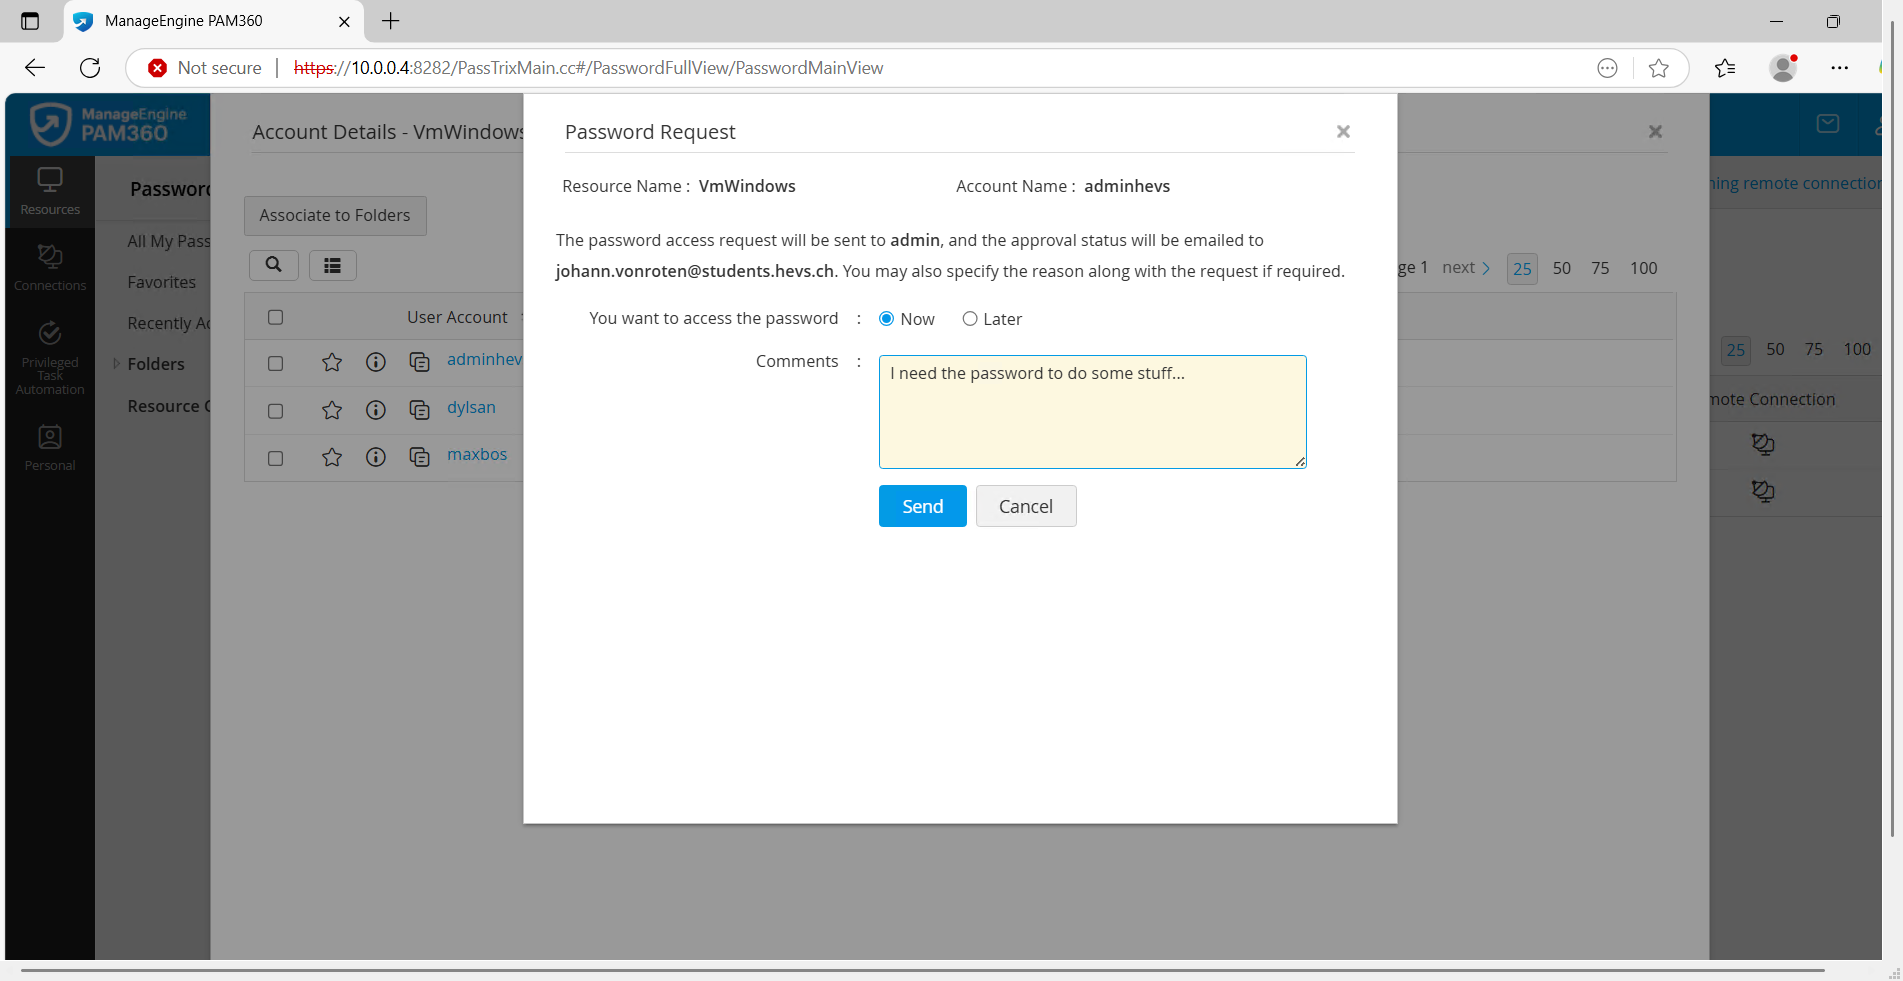 ManageEngine PAM360
Not secure
https://10.0.0.4:8282/PassTrixMain.cc#/PasswordFullView/PasswordMainView
ManageEngine
PAM360
Resources
Connections
Privileged
Task
Automation
Personal
Password
All My Pass
Favorites
Recently Ac
Folders
Resource G
Account Details - VmWindows
Associate to Folders
User Account
adminhev
dylsan
maxbos
Password Request
Resource Name : VmWindows
Account Name : adminhevs
The password access request will be sent to admin, and the approval status will be emailed to
johann.vonroten@students.hevs.ch. You may also specify the reason along with the request if required.
You want to access the password : Now Later
Comments :
I need the password to do some stuff...
Send
Cancel
ge 1 next 25 50 75 100
ning remote connection
25 50 75 100
mote Connection